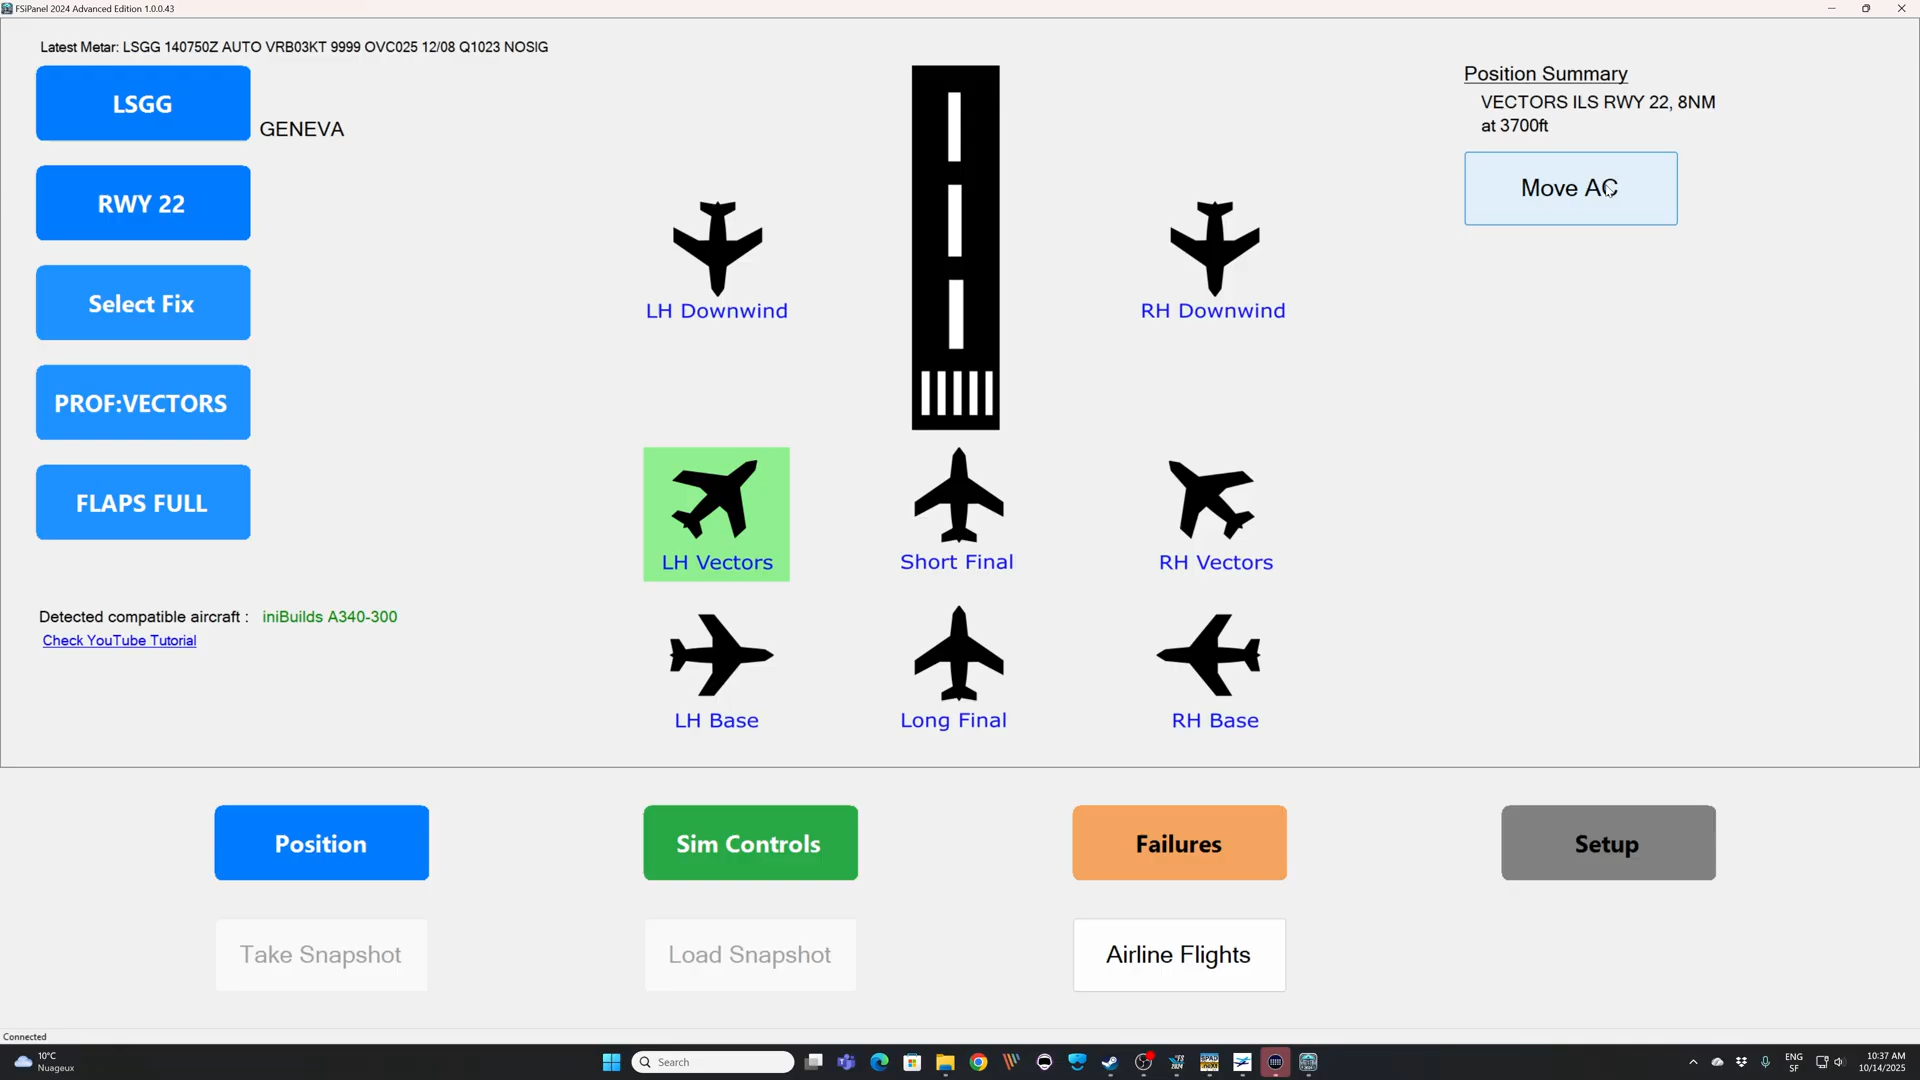 FSiPanel 2024 Advanced Edition 1.0.0.43
Latest Metar: LSGG 140750Z AUTO VRB03KT 9999 OVC025 12/08 Q1023 NOSIG
LSGG
GENEVA
RWY 22
Select Fix
PROF:VECTORS
FLAPS FULL
Detected compatible aircraft : iniBuilds A340-300
Check YouTube Tutorial
LH Downwind
RH Downwind
LH Vectors
Short Final
RH Vectors
LH Base
Long Final
RH Base
Position Summary
VECTORS ILS RWY 22, 8NM
at 3700ft
Move AC
Position
Sim Controls
Failures
Setup
Take Snapshot
Load Snapshot
Airline Flights
Connected
10°C
Nuageux
Search
ENG
SF
10:37 AM
10/14/2025